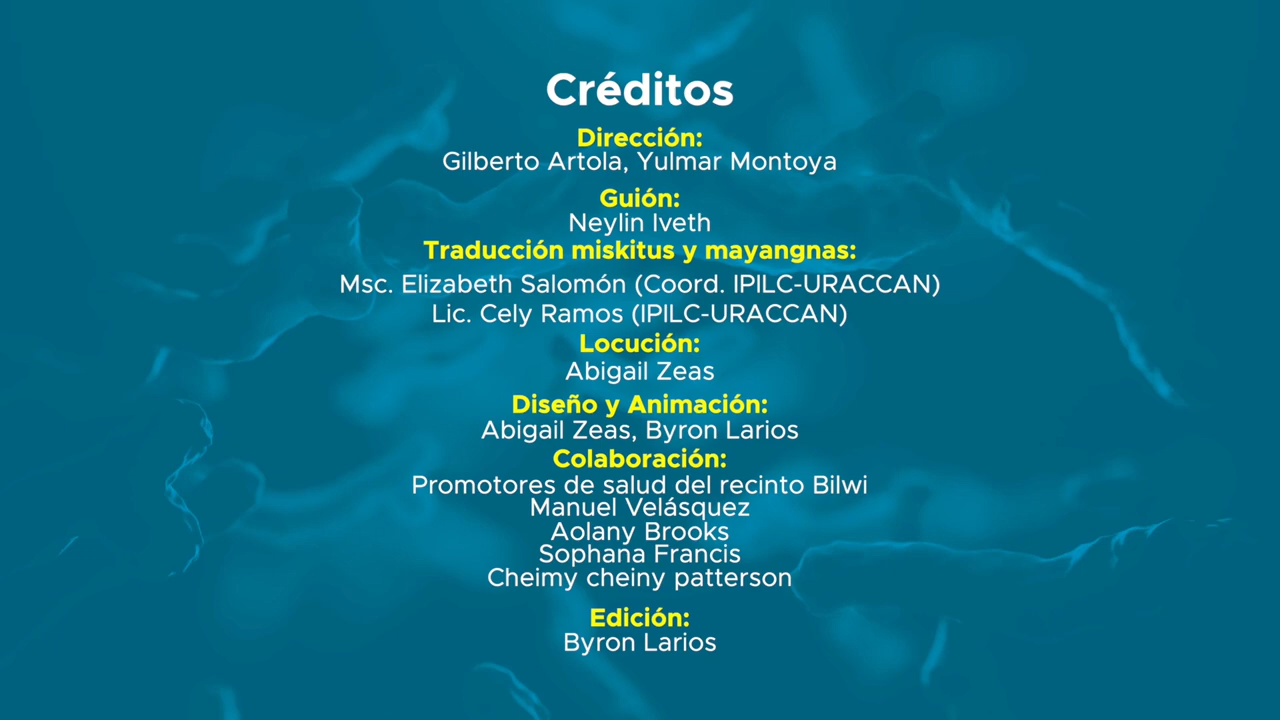 Créditos
Dirección:
Gilberto Artola, Yulmar Montoya
Guión:
Neylin Iveth
Traducción miskitus y mayangnas:
Msc. Elizabeth Salomón (Coord. IPILC-URACCAN)
Lic. Cely Ramos (IPILC-URACCAN)
Locución:
Abigail Zeas
Diseño y Animación:
Abigail Zeas, Byron Larios
Colaboración:
Promotores de salud del recinto Bilwi
Manuel Velásquez
Aolany Brooks
Sophana Francis
Cheimy cheiny patterson
Edición:
Byron Larios